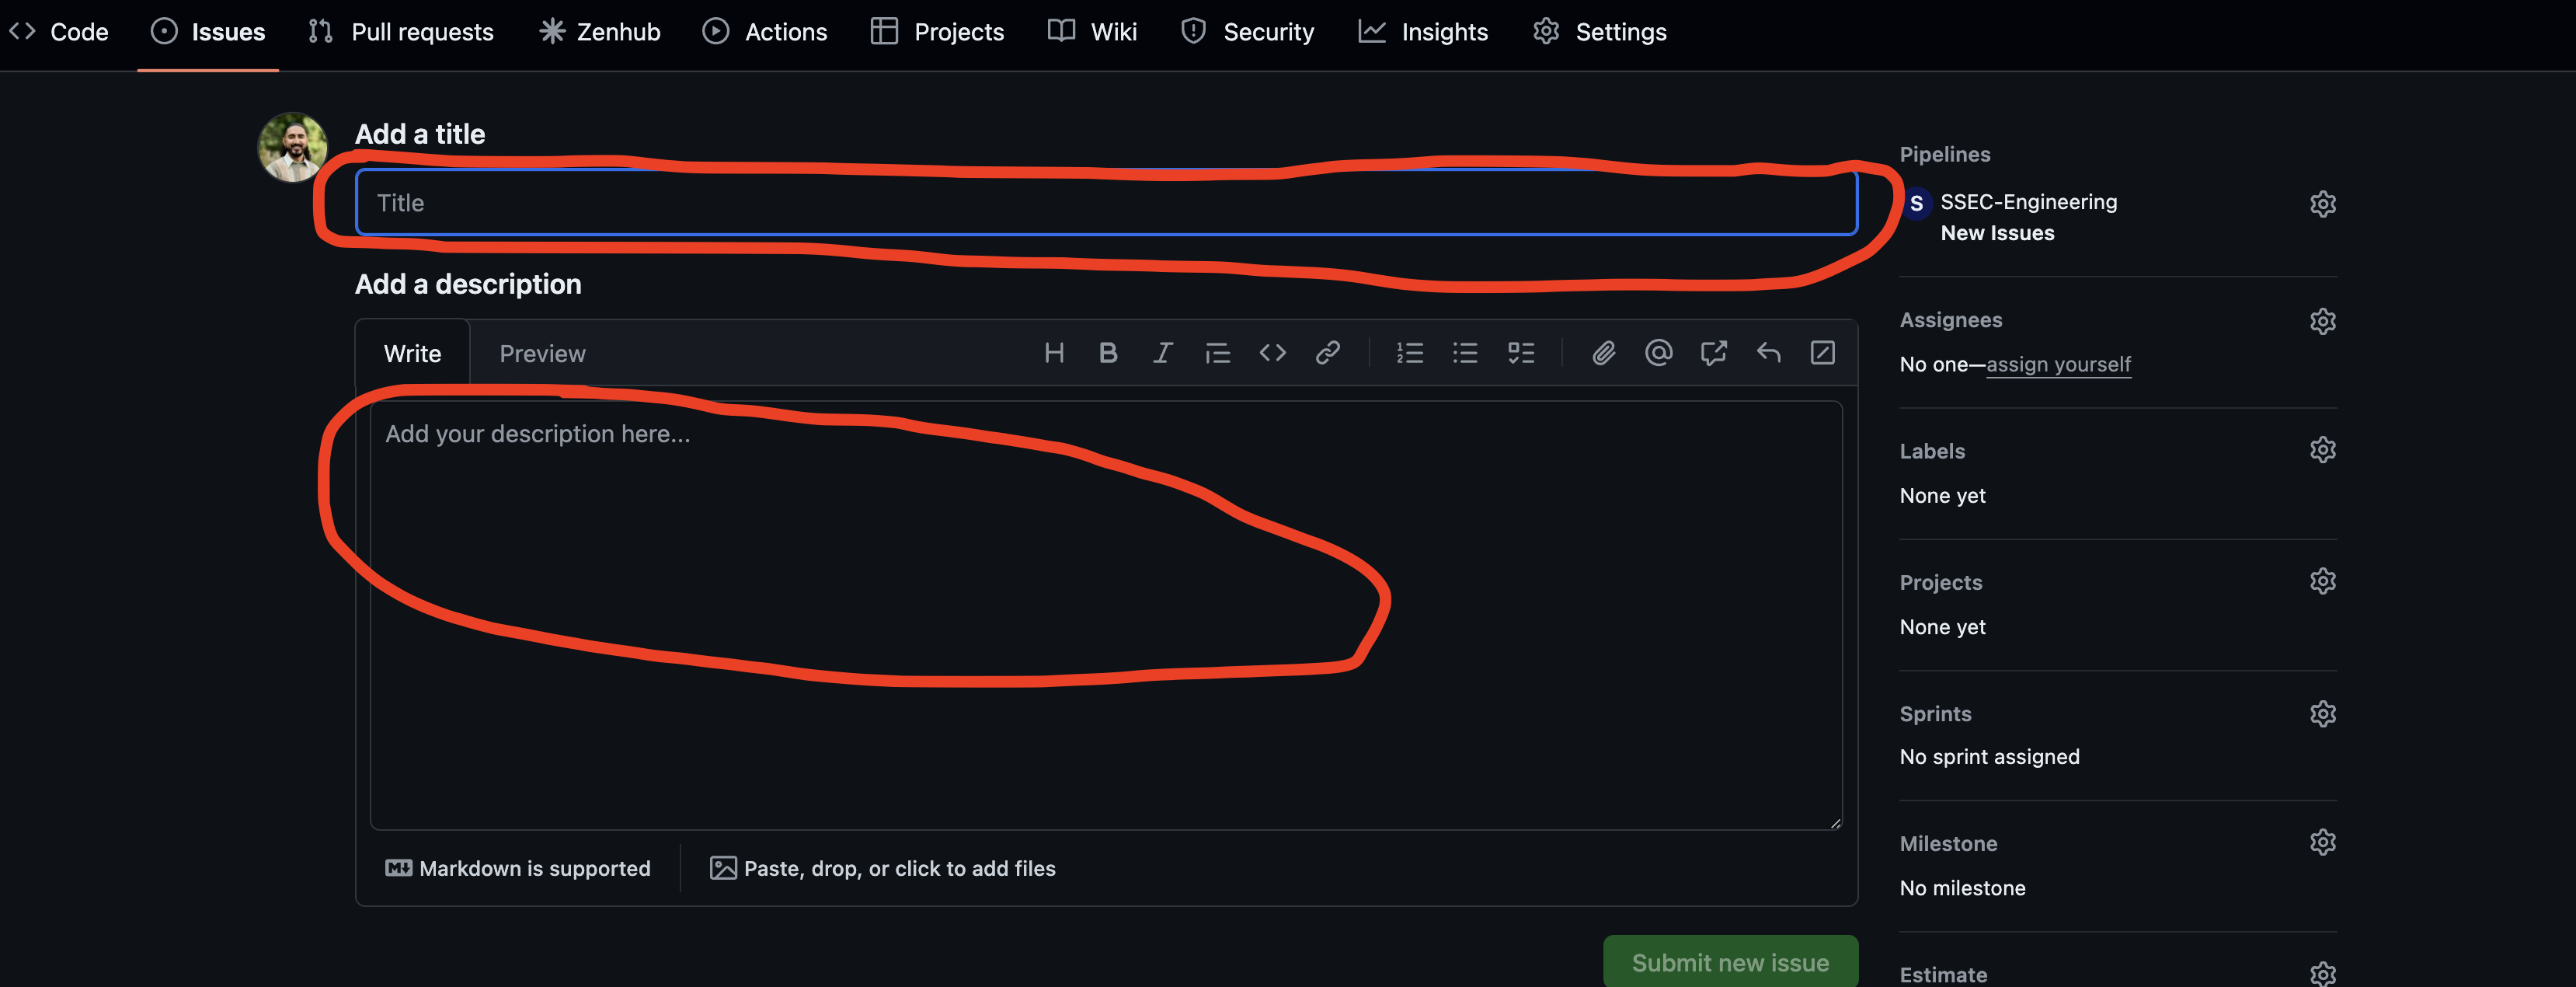 Code Issues Pull requests Zenhub Actions Projects Wiki Security Insights Settings
Add a title
Title
Add a description
Write Preview
Add your description here...
Markdown is supported Paste, drop, or click to add files
Submit new issue
Pipelines
S SSEC-Engineering
New Issues
Assignees
No one—assign yourself
Labels
None yet
Projects
None yet
Sprints
No sprint assigned
Milestone
No milestone
Estimate